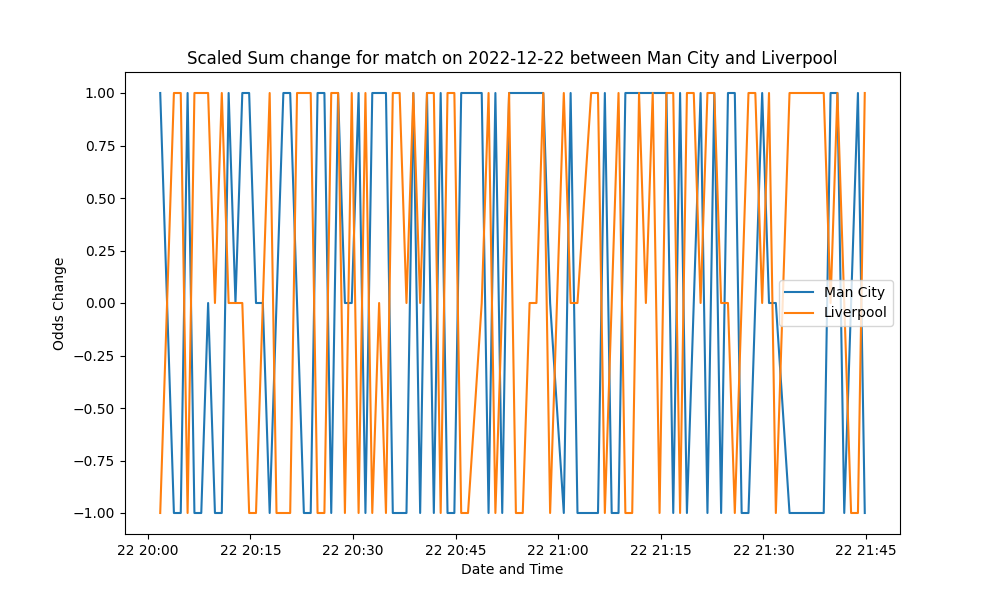 Scaled Sum change for match on 2022-12-22 between Man City and Liverpool
1.00
0.75
0.50
0.25
0.00
−0.25
−0.50
−0.75
−1.00
Odds Change
Man City
Liverpool
22 20:00 22 20:15 22 20:30 22 20:45 22 21:00 22 21:15 22 21:30 22 21:45
Date and Time